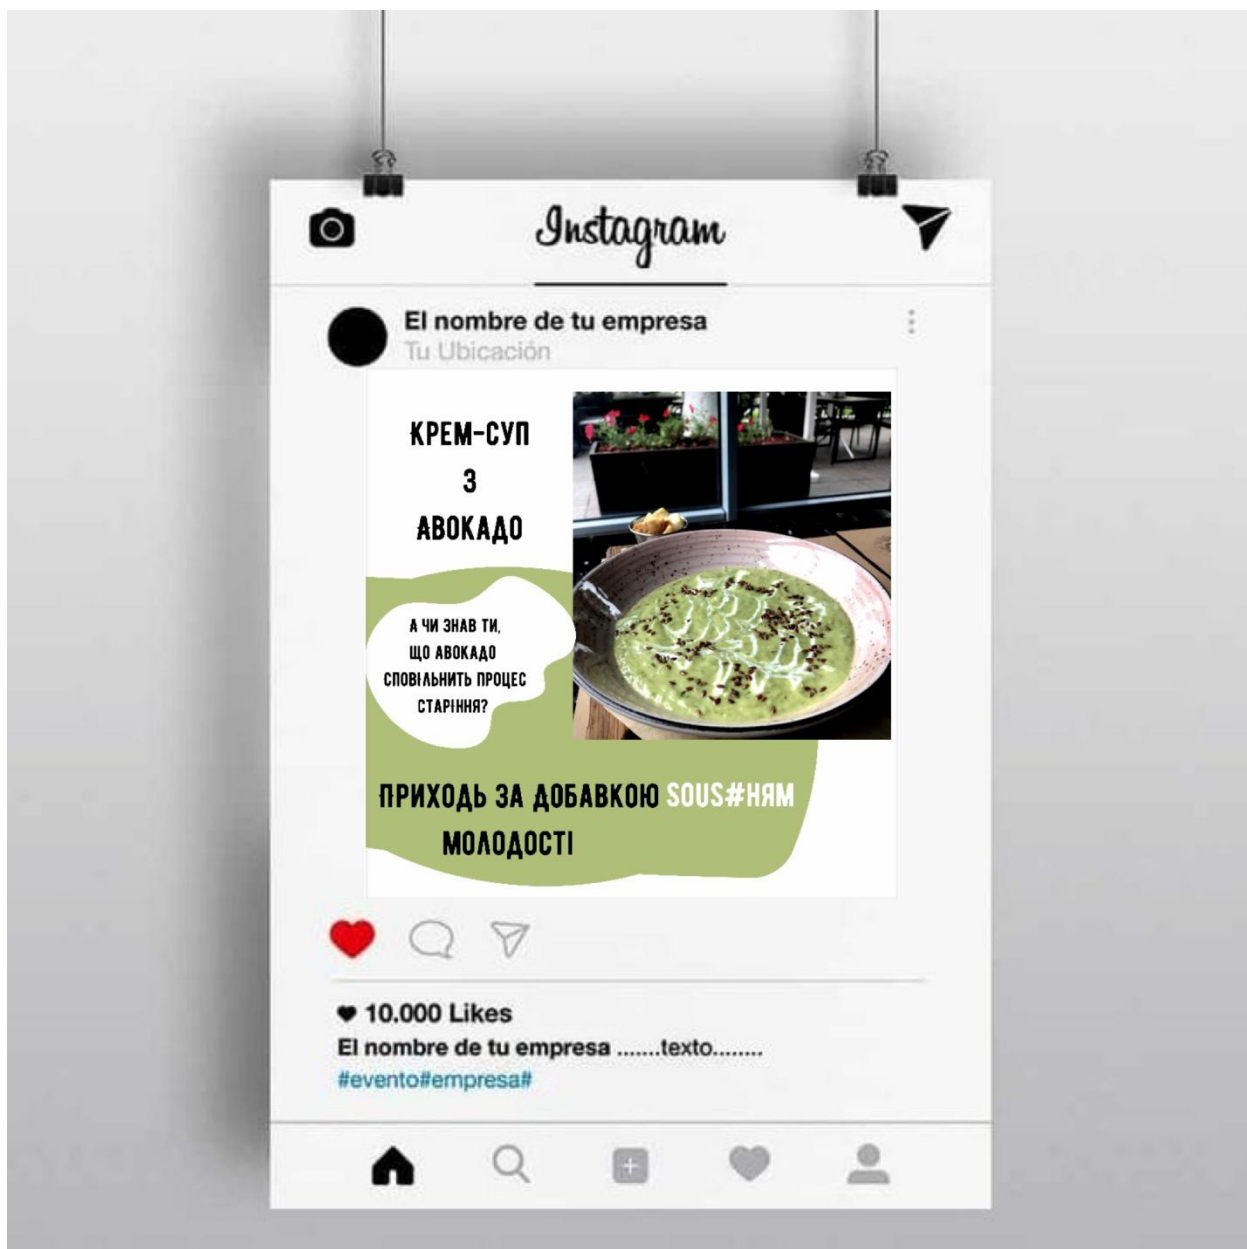 Instagram
El nombre de tu empresa
Tu Ubicación
КРЕМ-СУП
З
АВОКАДО
А ЧИ ЗНАВ ТИ,
ЩО АВОКАДО
СПОВІЛЬНИТЬ ПРОЦЕС
СТАРІННЯ?
ПРИХОДЬ ЗА ДОБАВКОЮ SOUS#НЯМ
МОЛОДОСТІ
10.000 Likes
El nombre de tu empresa .......texto........
#evento#empresa#